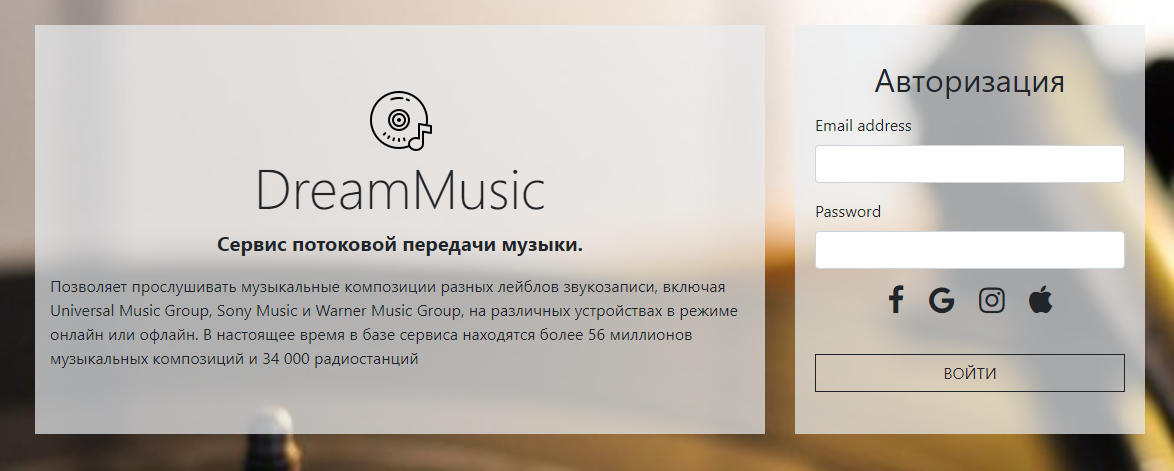 DreamMusic
Сервис потоковой передачи музыки.
Позволяет прослушивать музыкальные композиции разных лейблов звукозаписи, включая
Universal Music Group, Sony Music и Warner Music Group, на различных устройствах в режиме
онлайн или офлайн. В настоящее время в базе сервиса находятся более 56 миллионов
музыкальных композиций и 34 000 радиостанций
Авторизация
Email address
Password
ВОЙТИ